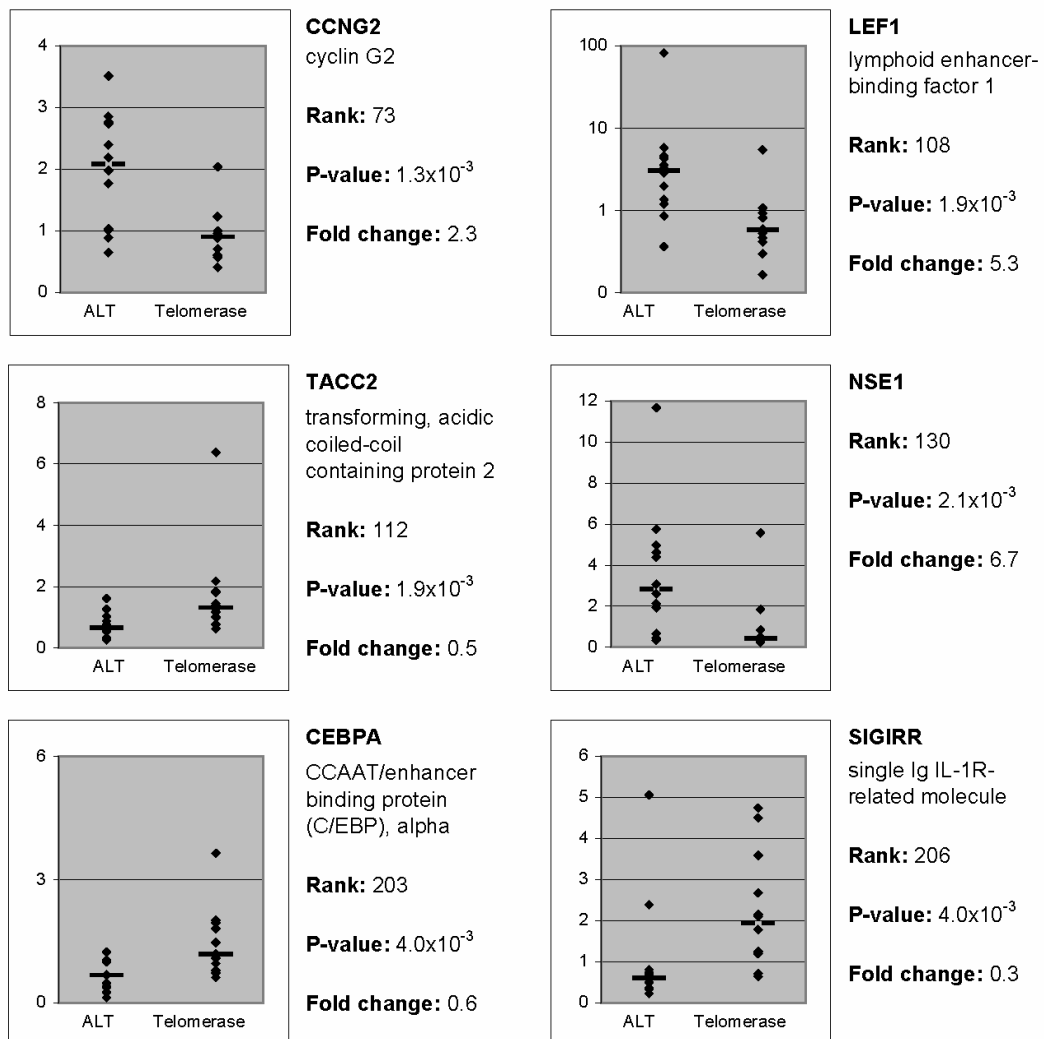 CCNG2
cyclin G2
Rank: 73
P-value: 1.3x10⁻³
Fold change: 2.3
4
3
2
1
0
ALT Telomerase
LEF1
lymphoid enhancer-
binding factor 1
Rank: 108
P-value: 1.9x10⁻³
Fold change: 5.3
100
10
1
0
ALT Telomerase
TACC2
transforming, acidic
coiled-coil
containing protein 2
Rank: 112
P-value: 1.9x10⁻³
Fold change: 0.5
8
6
4
2
0
ALT Telomerase
NSE1
Rank: 130
P-value: 2.1x10⁻³
Fold change: 6.7
12
12
8
6
4
2
0
ALT Telomerase
CEBPA
CCAAT/enhancer
binding protein
(C/EBP), alpha
Rank: 203
P-value: 4.0x10⁻³
Fold change: 0.6
6
3
0
ALT Telomerase
SIGIRR
single Ig IL-1R-
related molecule
Rank: 206
P-value: 4.0x10⁻³
Fold change: 0.3
6
5
4
3
2
1
0
ALT Telomerase